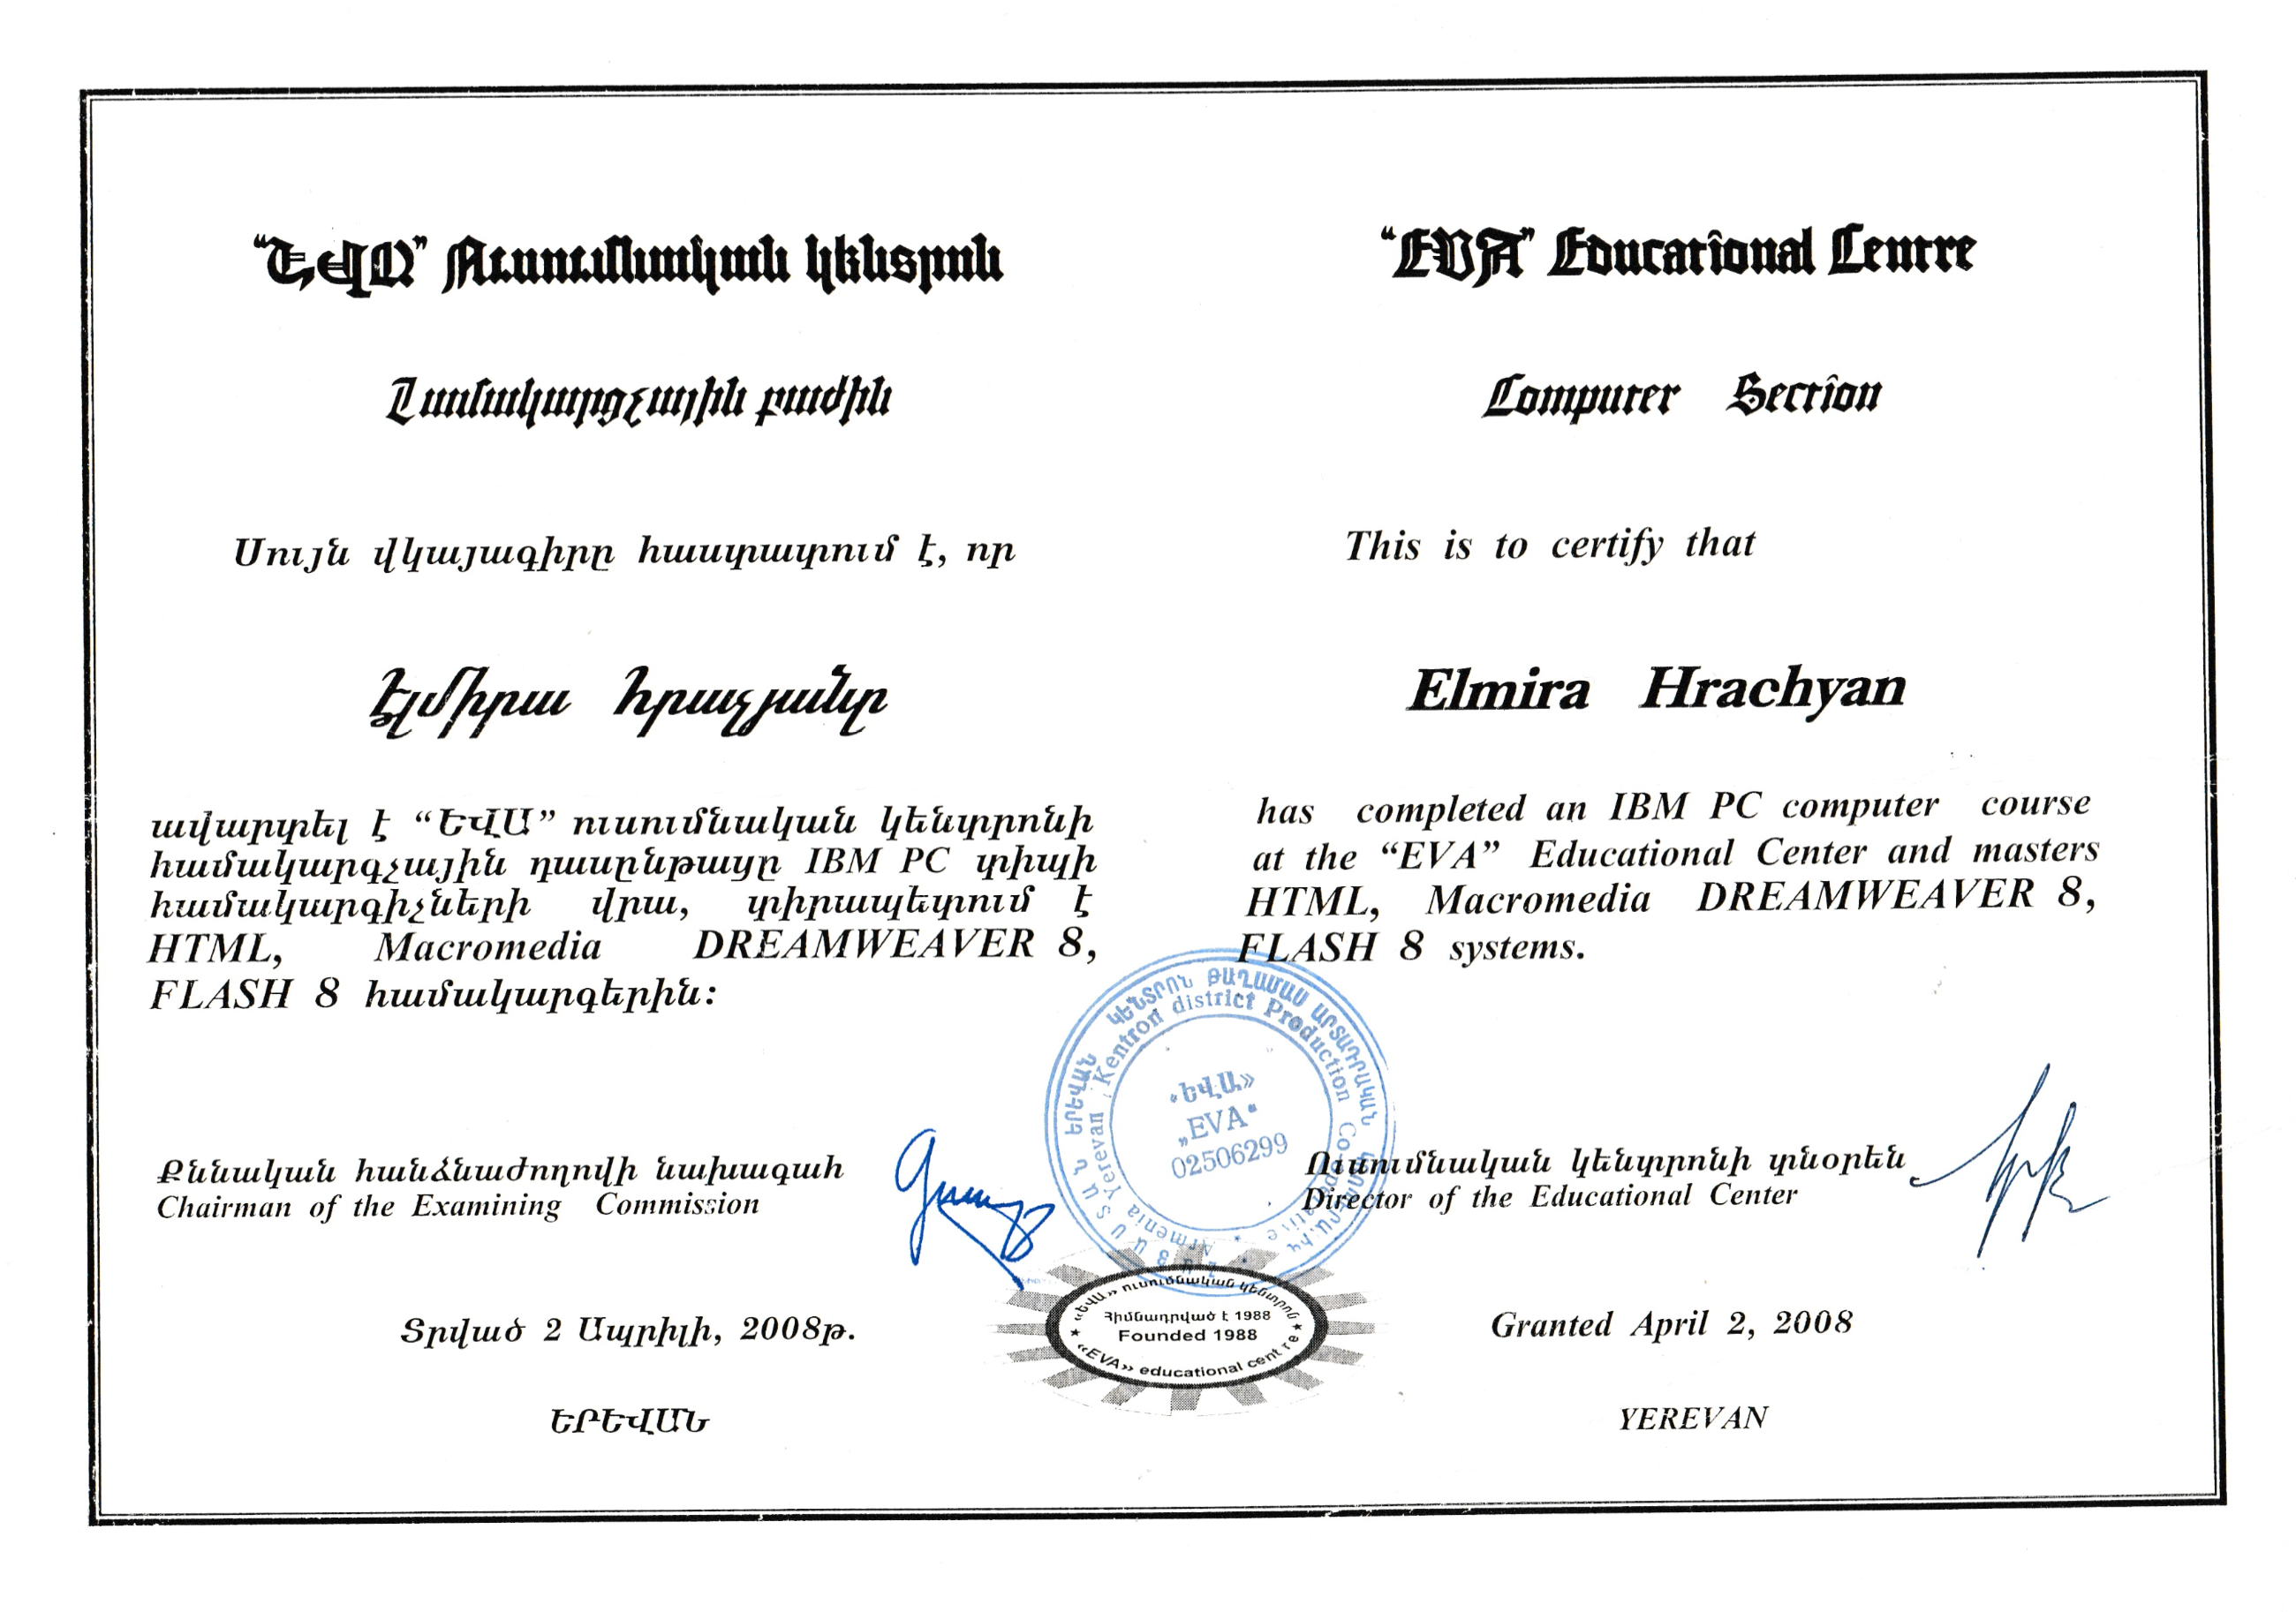 “ԵՎԱ” Ուսումնական կենտրոն
Համակարգչային բաժին
Սույն վկայագիրը հաստատում է, որ
Էլմիրա Հրաչյանը
ավարտել է “ԵՎԱ” ուսումնական կենտրոնի
համակարգչային դասընթացը IBM PC տիպի
համակարգիչների վրա, տիրապետում է
HTML, Macromedia DREAMWEAVER 8,
FLASH 8 համակարգերին:
Քննական հանձնաժողովի նախագահ
Chairman of the Examining Commission
Տրված 2 Ապրիլի, 2008թ.
ԵՐԵՎԱՆ
“EVA” Educational Centre
Computer Section
This is to certify that
Elmira Hrachyan
has completed an IBM PC computer course
at the “EVA” Educational Center and masters
HTML, Macromedia DREAMWEAVER 8,
FLASH 8 systems.
Ուսումնական կենտրոնի տնօրեն
Director of the Educational Center
Granted April 2, 2008
YEREVAN
ԵՐԵՎԱՆ ԿԵՆՏՐՈՆ ԹԱՂԱՄԱՍ ԱՐՏԱԴՐԱԿԱՆ
Armenia Yerevan Kentron district Production Co-operative
«ԵՎԱ»
„EVA“
02506299
«ԵՎԱ» ուսումնական կենտրոն
Հիմնադրված է 1988
Founded 1988
«EVA» educational centre